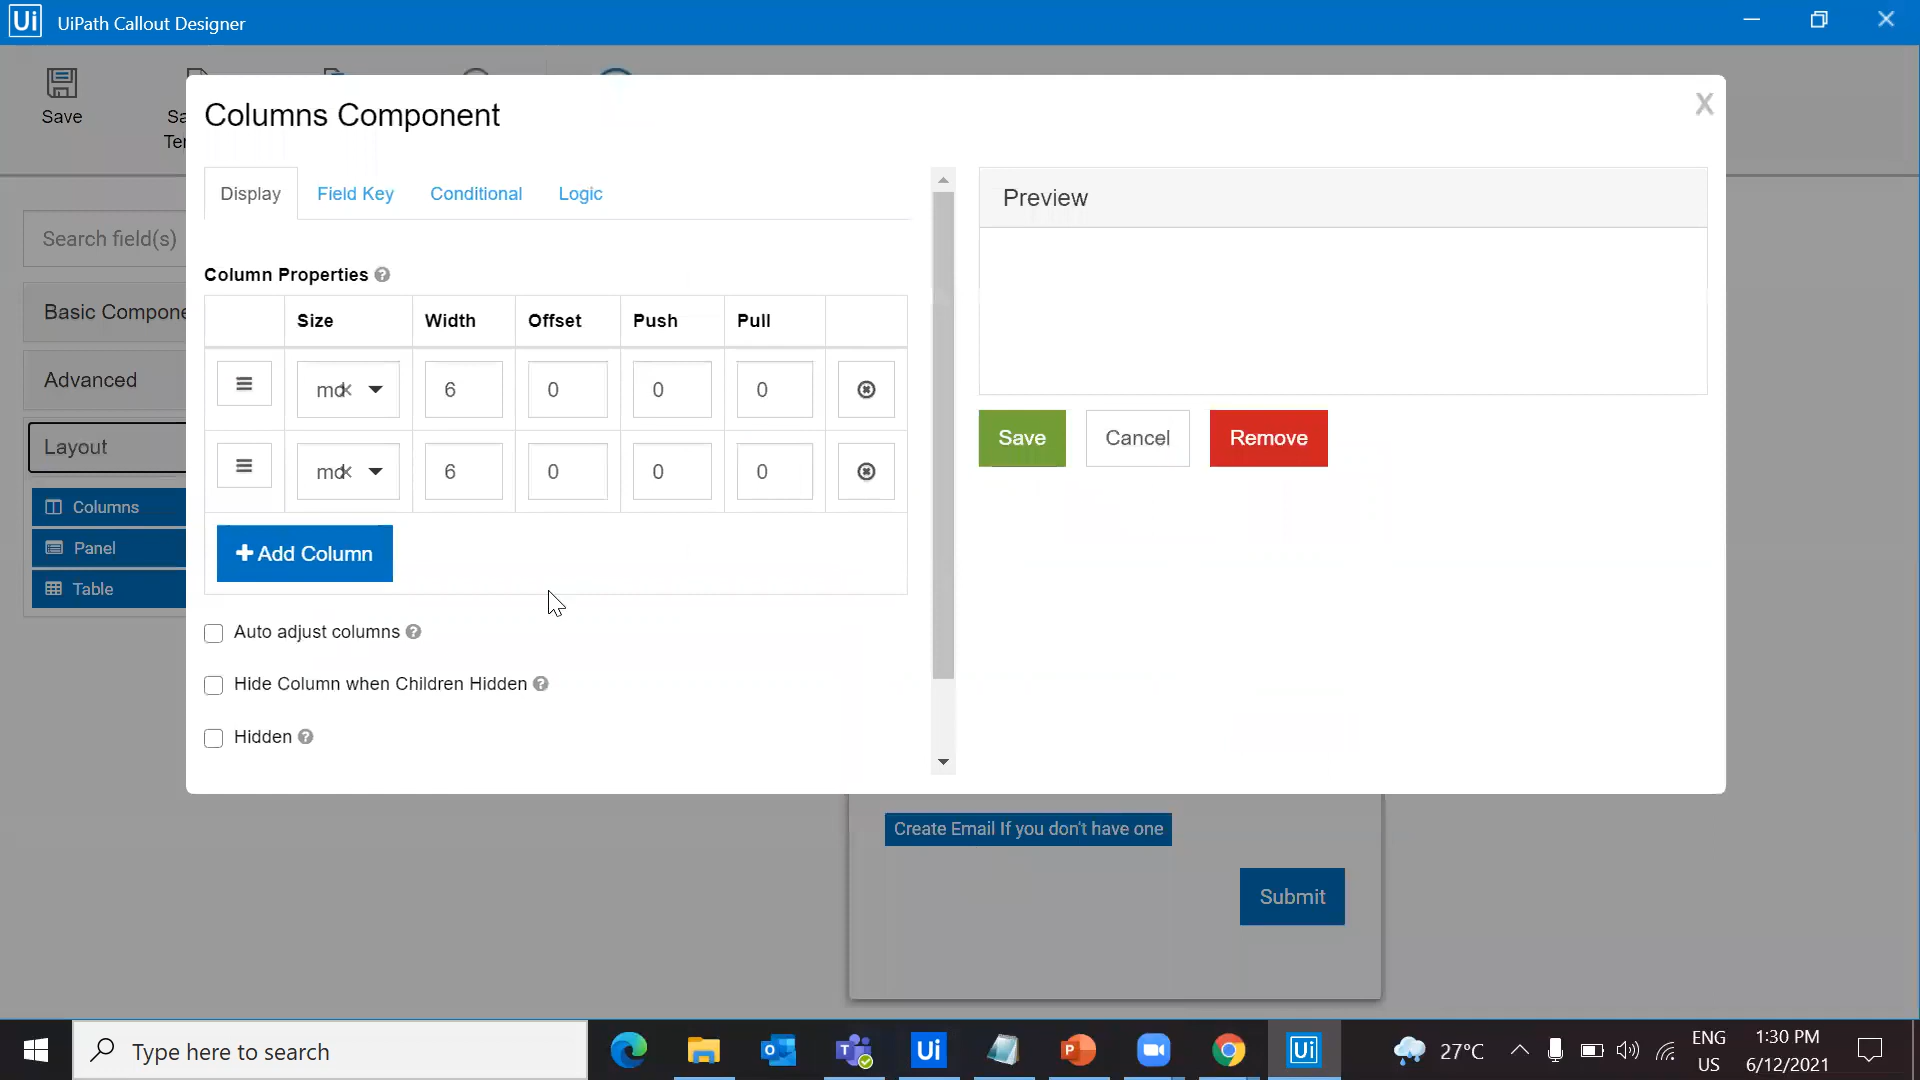 Ui UiPath Callout Designer
Save
Columns Component
X
Display Field Key Conditional Logic
Preview
Search field(s)
Column Properties
Basic Compone
Size Width Offset Push Pull
Advanced
md 6 0 0 0
Layout
Save Cancel Remove
md 6 0 0 0
Columns
Panel
+ Add Column
Table
Auto adjust columns
Hide Column when Children Hidden
Hidden
Create Email If you don't have one
Submit
Type here to search
27°C
ENG
US
1:30 PM
6/12/2021